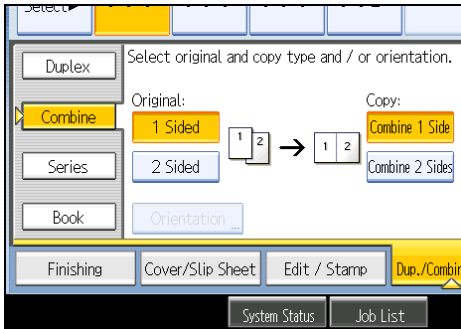 Select►
Duplex
Select original and copy type and / or orientation.
Combine
Original:
Copy:
1 Sided
1
2
1 2
Combine 1 Side
Series
2 Sided
Combine 2 Sides
Book
Orientation
Finishing
Cover/Slip Sheet
Edit / Stamp
Dup./Combin
System Status
Job List